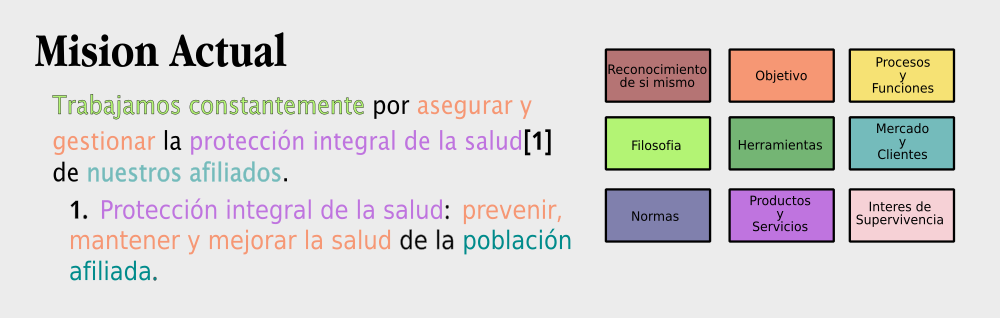 Mision Actual
Trabajamos constantemente por asegurar y
gestionar la protección integral de la salud[1]
de nuestros afiliados.
1. Protección integral de la salud: prevenir,
mantener y mejorar la salud de la población
afiliada.
Reconocimiento
de si mismo
Objetivo
Procesos
y
Funciones
Filosofia
Herramientas
Mercado
y
Clientes
Normas
Productos
y
Servicios
Interes de
Supervivencia